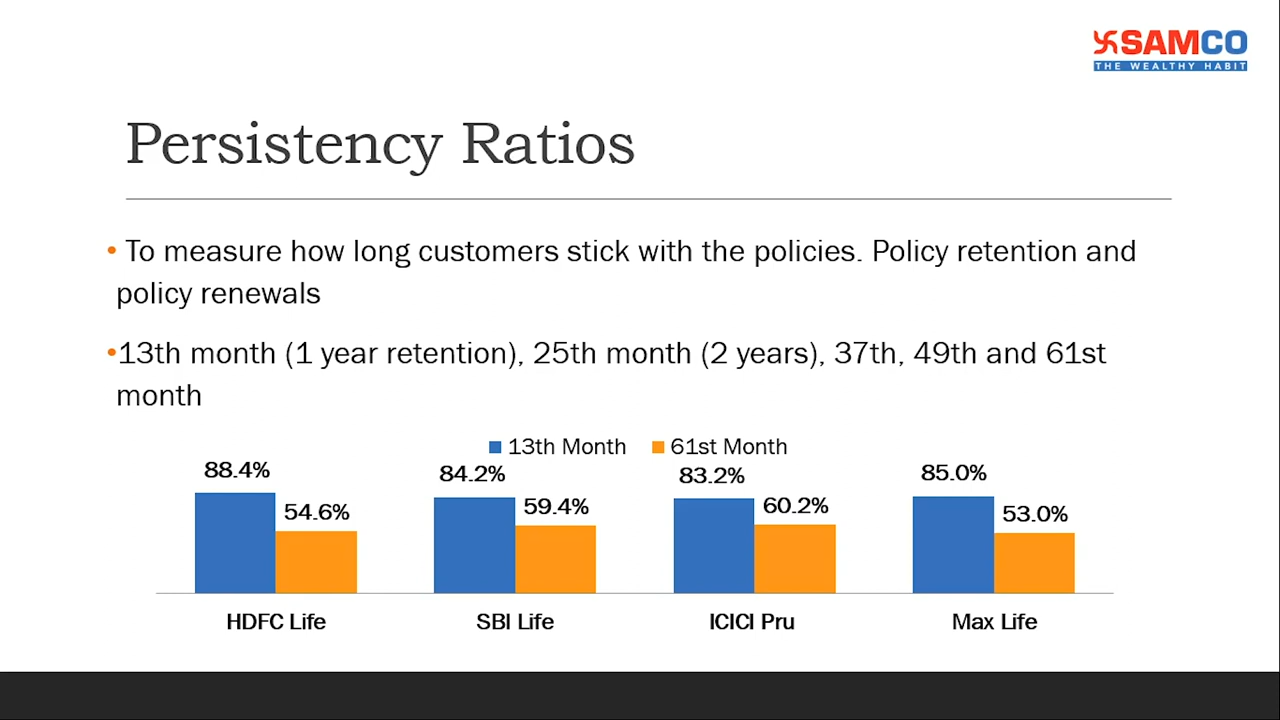 SAMCO
THE WEALTHY HABIT
Persistency Ratios
• To measure how long customers stick with the policies. Policy retention and
policy renewals
•13th month (1 year retention), 25th month (2 years), 37th, 49th and 61st
month
13th Month 61st Month
88.4% 54.6% 84.2% 59.4% 83.2% 60.2% 85.0% 53.0%
HDFC Life SBI Life ICICI Pru Max Life